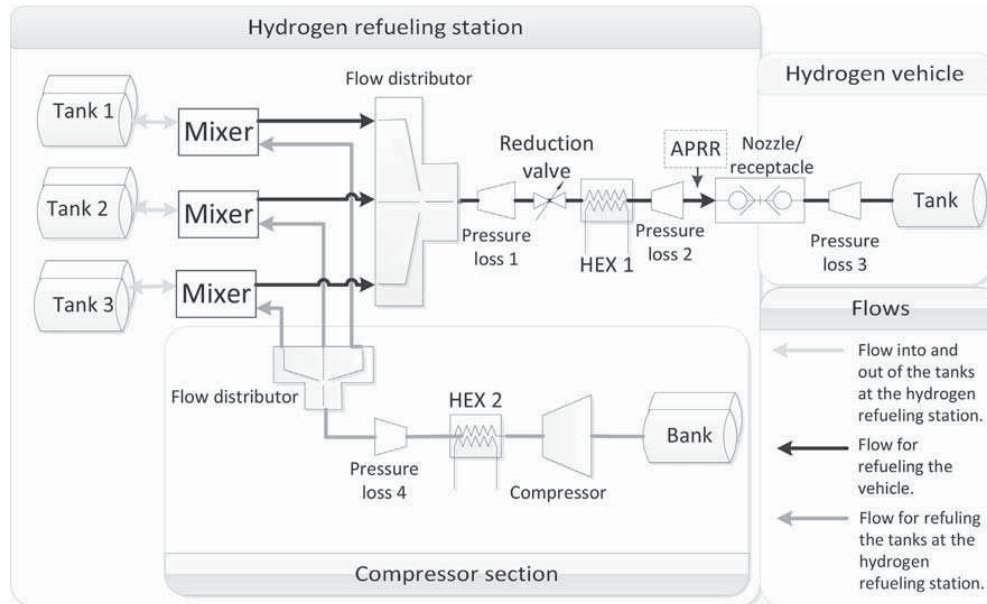 Hydrogen refueling station
Flow distributor
Hydrogen vehicle
Tank 1
Mixer
Reduction
valve
APRR
Nozzle/
receptacle
Tank 2
Mixer
Tank
Pressure
loss 1
HEX 1
Pressure
loss 2
Pressure
loss 3
Tank 3
Mixer
Flows
Flow into and
out of the tanks
at the hydrogen
refueling station.
Flow for
refueling the
vehicle.
Flow for refuling
the tanks at the
hydrogen
refueling station.
Flow distributor
HEX 2
Bank
Pressure
loss 4
Compressor
Compressor section